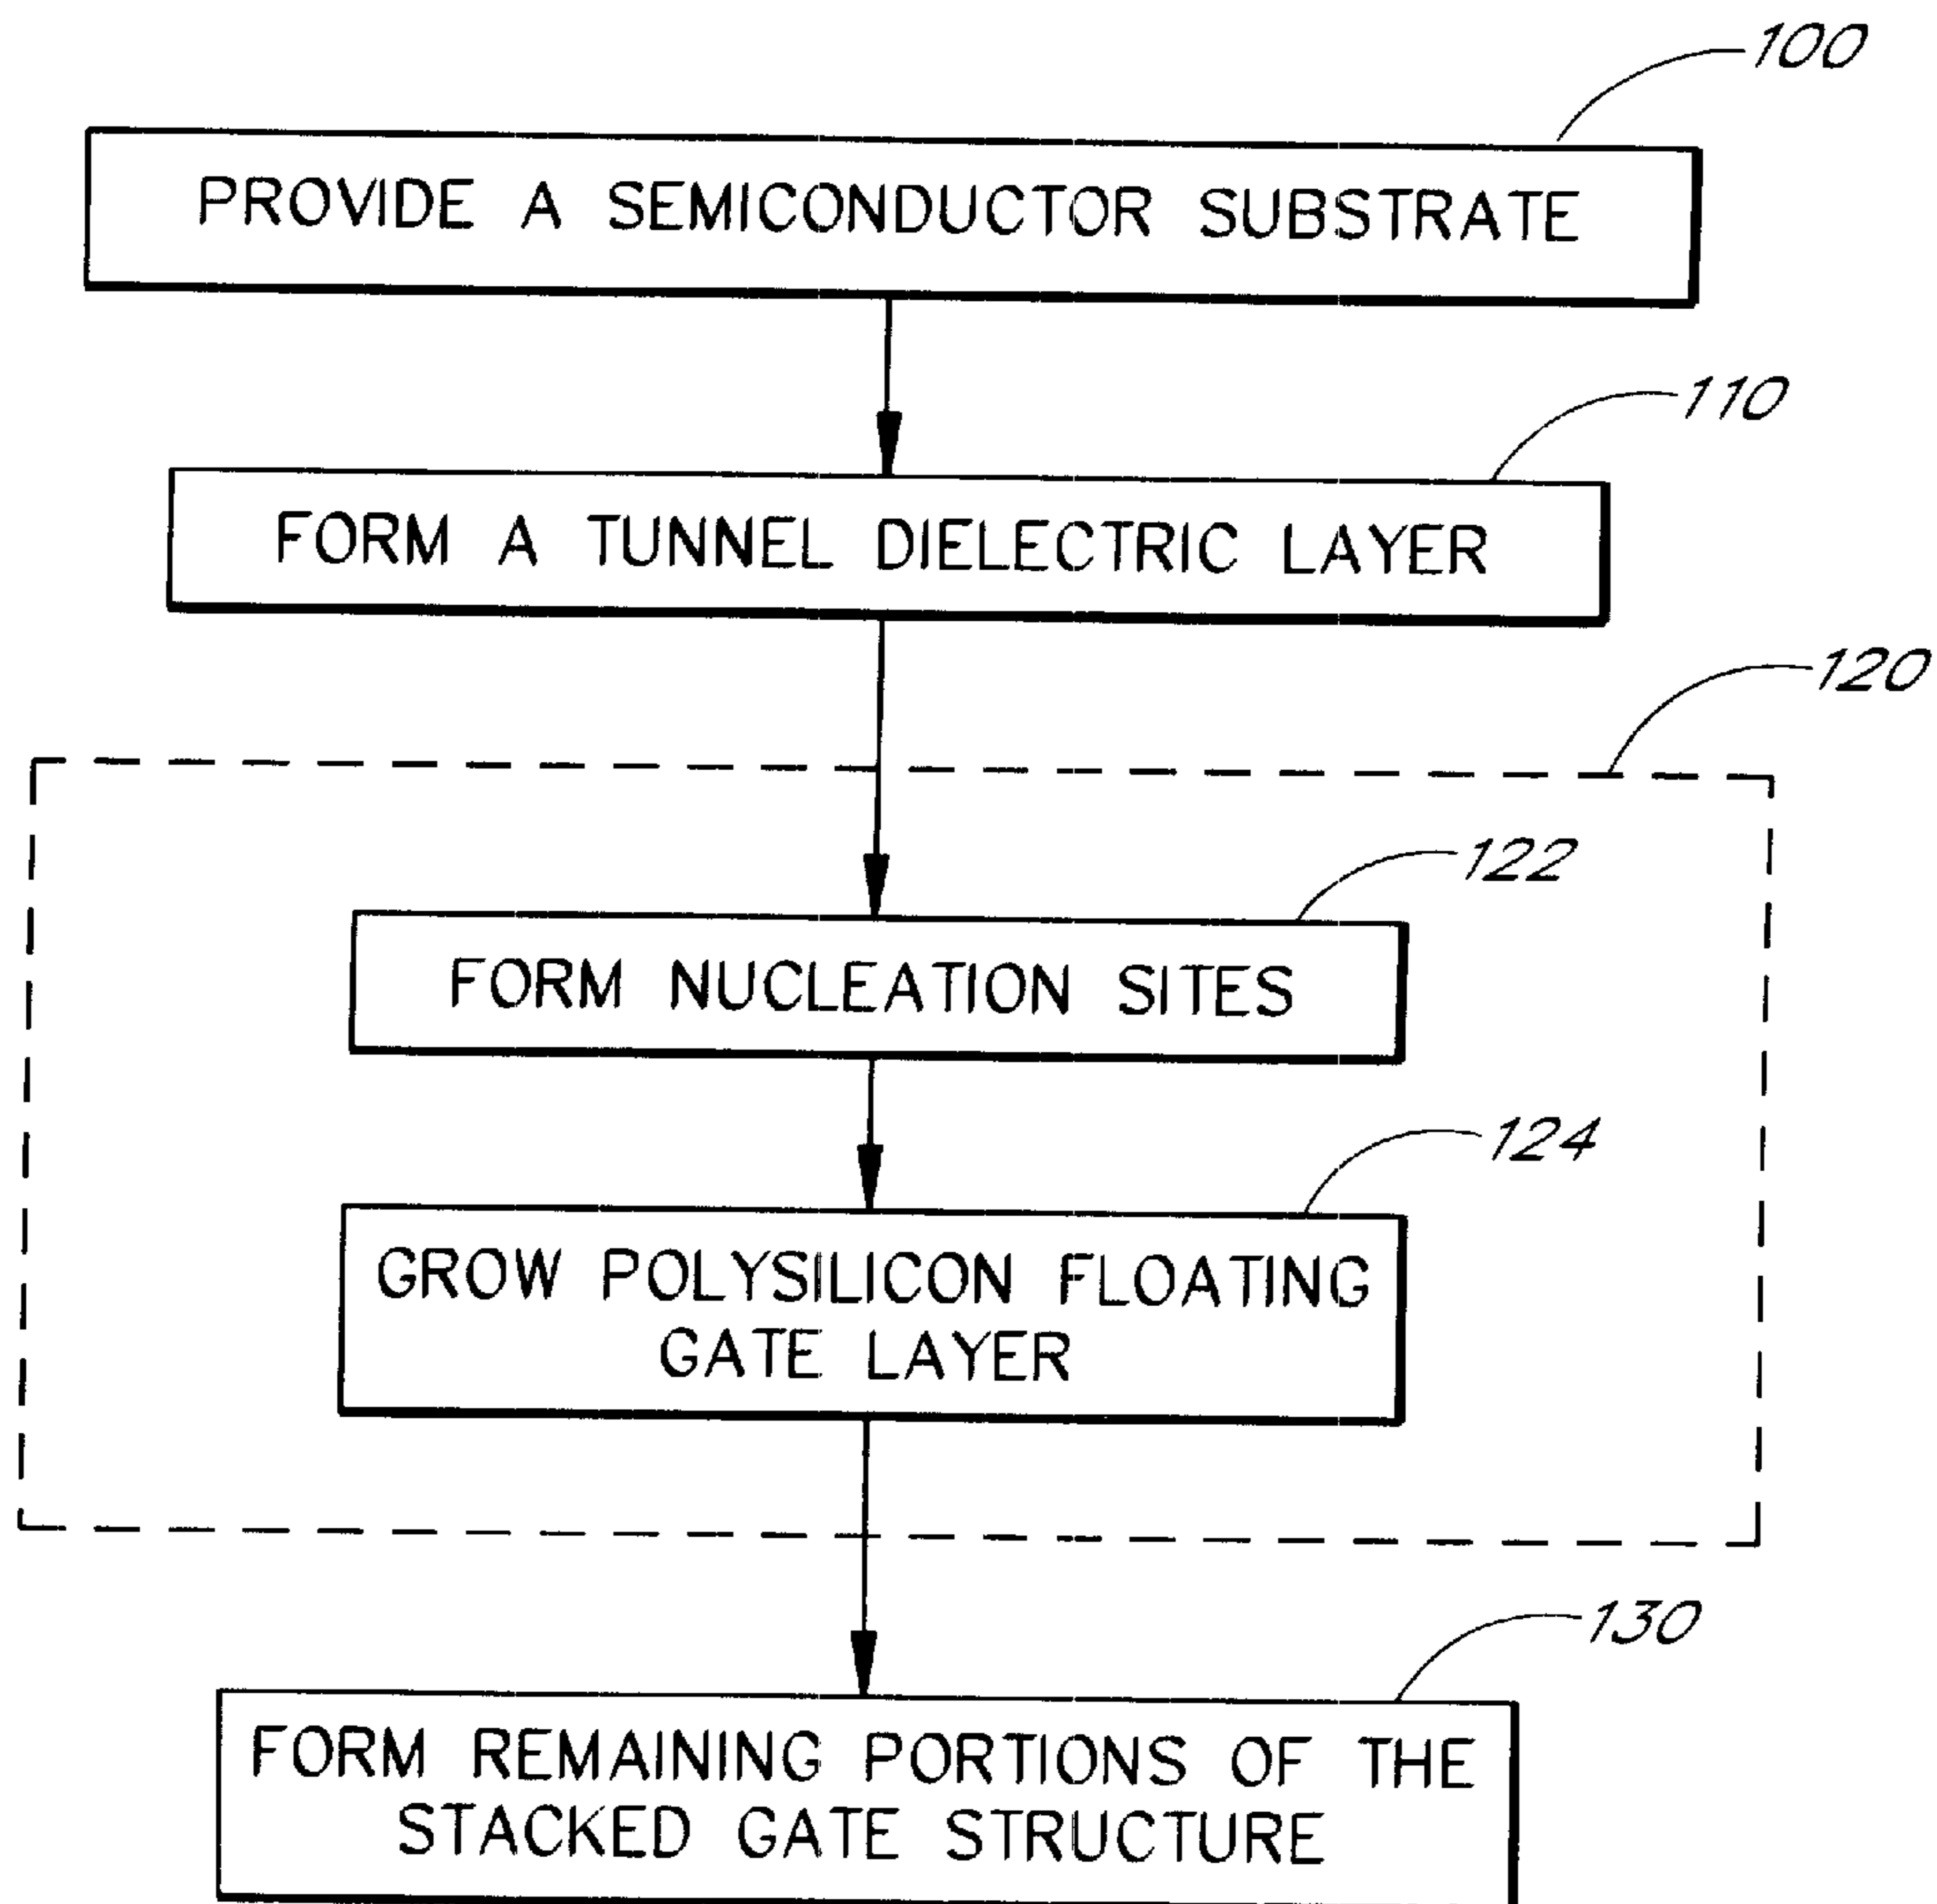 100
PROVIDE A SEMICONDUCTOR SUBSTRATE
110
FORM A TUNNEL DIELECTRIC LAYER
120
122
FORM NUCLEATION SITES
124
GROW POLYSILICON FLOATING
GATE LAYER
130
FORM REMAINING PORTIONS OF THE
STACKED GATE STRUCTURE